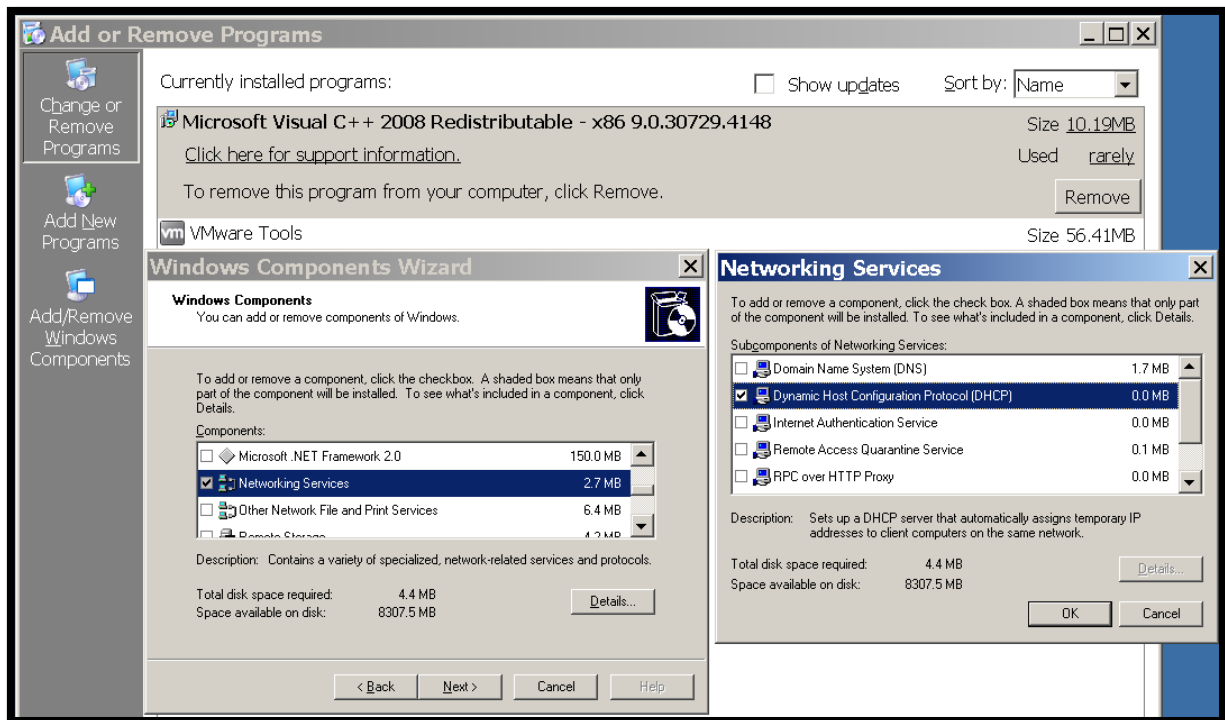 Add or Remove Programs
Change or
Remove
Programs
Add New
Programs
Add/Remove
Windows
Components
Currently installed programs:
Show updates
Sort by: Name
Microsoft Visual C++ 2008 Redistributable - x86 9.0.30729.4148
Size 10.19MB
Click here for support information.
Used rarely
To remove this program from your computer, click Remove.
Remove
vm VMware Tools
Size 56.41MB
Windows Components Wizard
Windows Components
You can add or remove components of Windows.
To add or remove a component, click the checkbox. A shaded box means that only
part of the component will be installed. To see what's included in a component, click
Details.
Components:
Microsoft .NET Framework 2.0 150.0 MB
Networking Services 2.7 MB
Other Network File and Print Services 6.4 MB
Remote Storage 4.2 MB
Description: Contains a variety of specialized, network-related services and protocols.
Total disk space required: 4.4 MB
Space available on disk: 8307.5 MB
Details...
< Back
Next >
Cancel
Help
Networking Services
To add or remove a component, click the check box. A shaded box means that only part
of the component will be installed. To see what's included in a component, click Details.
Subcomponents of Networking Services:
Domain Name System (DNS) 1.7 MB
Dynamic Host Configuration Protocol (DHCP) 0.0 MB
Internet Authentication Service 0.0 MB
Remote Access Quarantine Service 0.1 MB
RPC over HTTP Proxy 0.0 MB
Description: Sets up a DHCP server that automatically assigns temporary IP
addresses to client computers on the same network.
Total disk space required: 4.4 MB
Space available on disk: 8307.5 MB
Details...
OK
Cancel